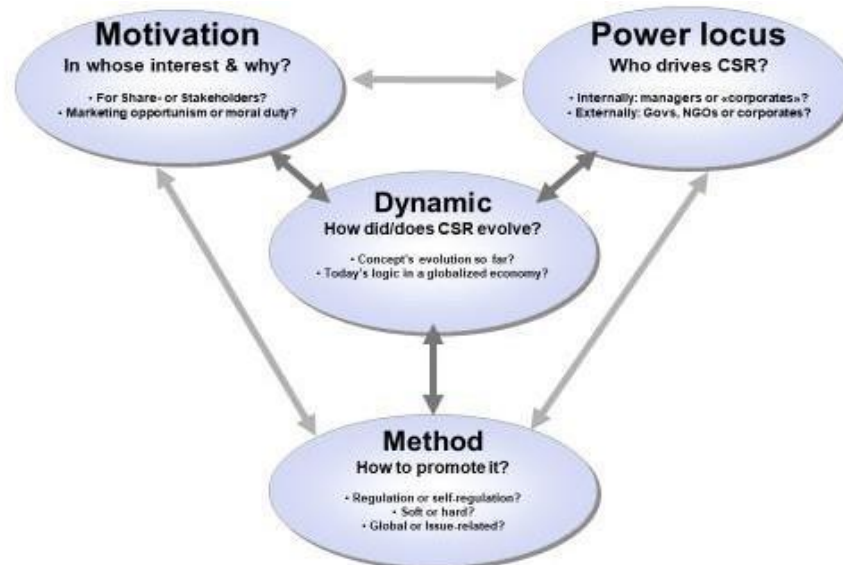 Motivation
In whose interest & why?
• For Share- or Stakeholders?
• Marketing opportunism or moral duty?
Power locus
Who drives CSR?
• Internally: managers or «corporates»?
• Externally: Govs, NGOs or corporates?
Dynamic
How did/does CSR evolve?
• Concept's evolution so far?
• Today's logic in a globalized economy?
Method
How to promote it?
• Regulation or self-regulation?
• Soft or hard?
• Global or Issue-related?